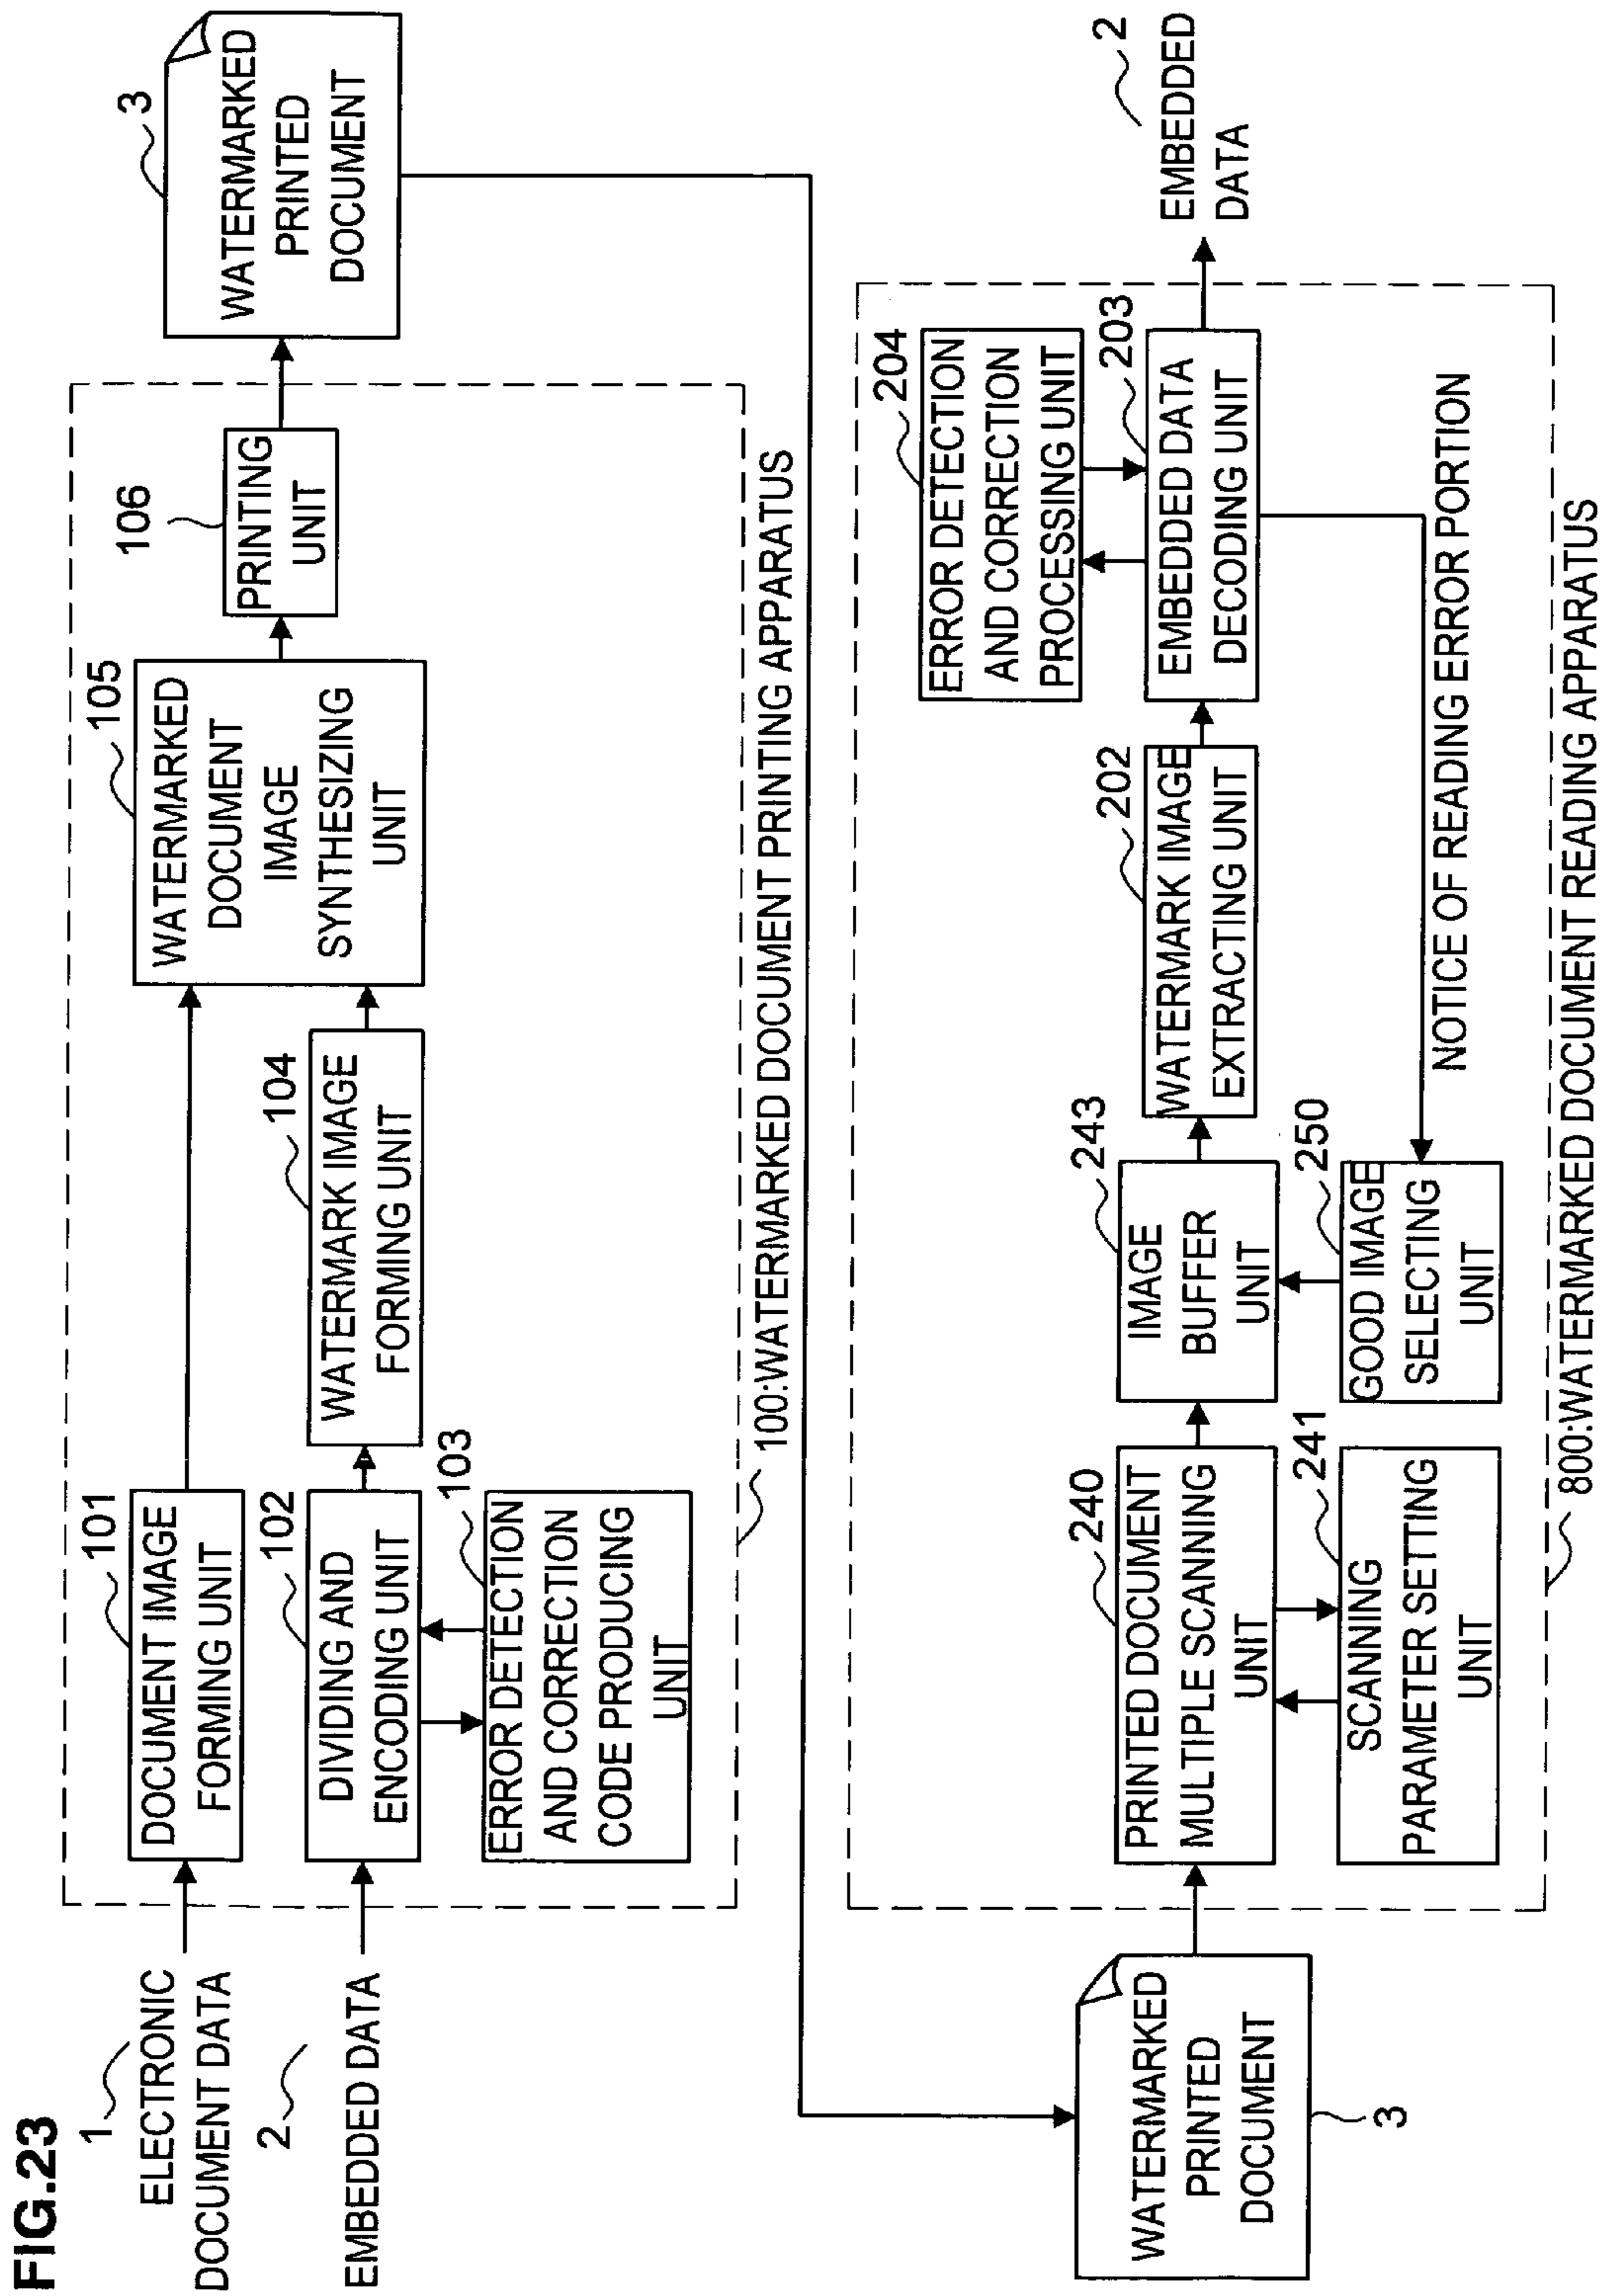 FIG.23
1
ELECTRONIC
DOCUMENT DATA
2
EMBEDDED DATA
101
DOCUMENT IMAGE
FORMING UNIT
102
DIVIDING AND
ENCODING UNIT
103
ERROR DETECTION
AND CORRECTION
CODE PRODUCING
UNIT
104
WATERMARK IMAGE
FORMING UNIT
105
WATERMARKED
DOCUMENT
IMAGE
SYNTHESIZING
UNIT
106
PRINTING
UNIT
3
WATERMARKED
PRINTED
DOCUMENT
100:WATERMARKED DOCUMENT PRINTING APPARATUS
WATERMARKED
PRINTED
DOCUMENT
3
240
PRINTED DOCUMENT
MULTIPLE SCANNING
UNIT
241
SCANNING
PARAMETER SETTING
UNIT
243
IMAGE
BUFFER
UNIT
250
GOOD IMAGE
SELECTING
UNIT
202
WATERMARK IMAGE
EXTRACTING UNIT
204
ERROR DETECTION
AND CORRECTION
PROCESSING UNIT
203
EMBEDDED DATA
DECODING UNIT
NOTICE OF READING ERROR PORTION
2
EMBEDDED
DATA
800:WATERMARKED DOCUMENT READING APPARATUS